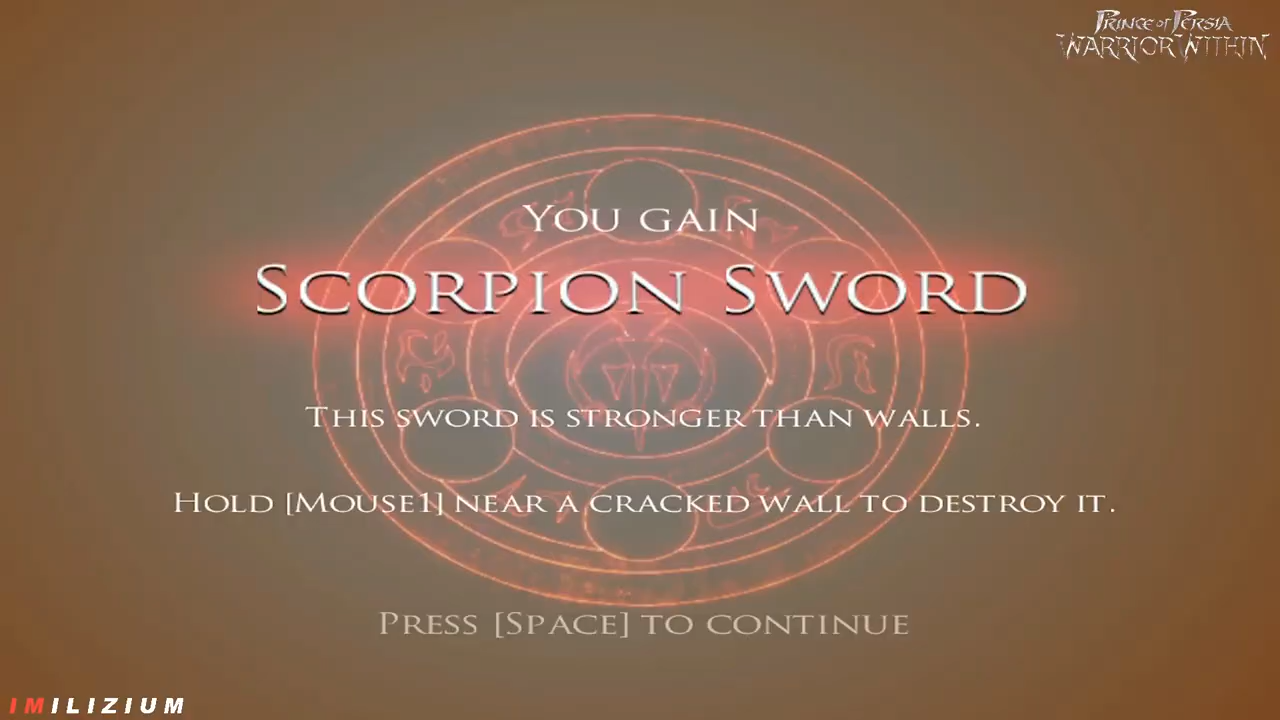 PRINCE OF PERSIA
WARRIOR WITHIN
YOU GAIN
SCORPION SWORD
THIS SWORD IS STRONGER THAN WALLS.
HOLD [MOUSE1] NEAR A CRACKED WALL TO DESTROY IT.
PRESS [SPACE] TO CONTINUE
IMILIZIUM